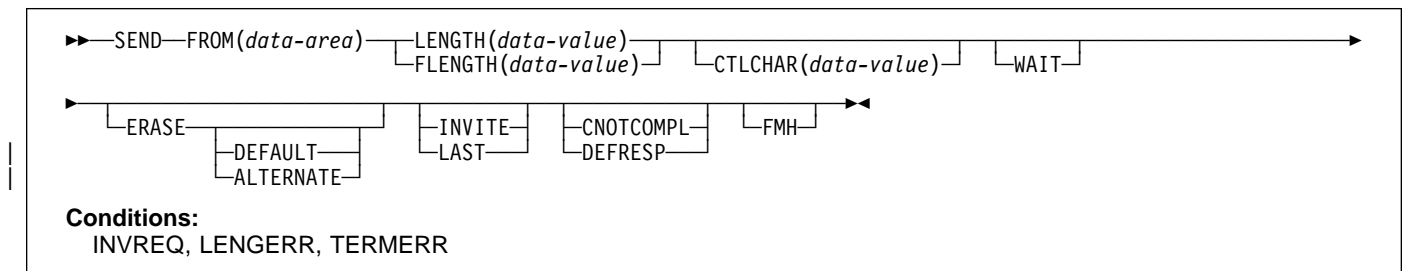 SEND FROM(data-area) LENGTH(data-value)
FLENGTH(data-value) CTLCHAR(data-value) WAIT
ERASE INVITE CNOTCOMPL FMH
DEFAULT LAST DEFRESP
ALTERNATE
Conditions:
INVREQ, LENGERR, TERMERR